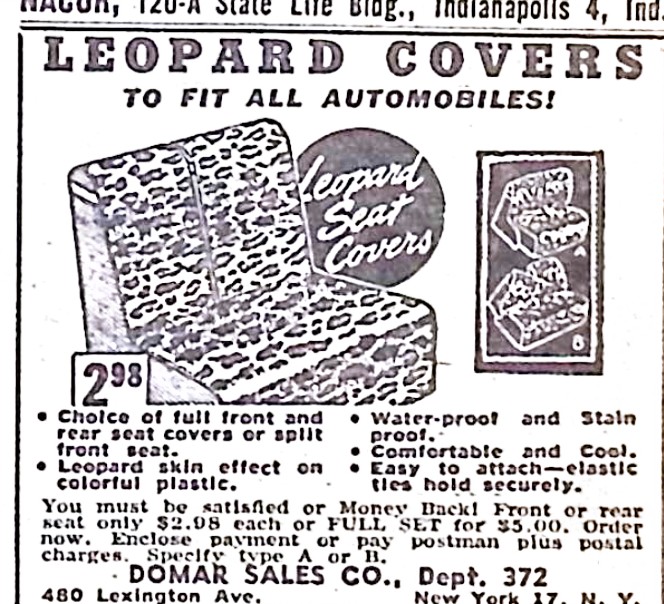 NAGOR, 120-A State Life Bldg., Indianapolis 4, Ind.
LEOPARD COVERS
TO FIT ALL AUTOMOBILES!
Leopard
Seat
Covers
A
B
2.98
• Choice of full front and
rear seat covers or split
front seat.
• Leopard skin effect on
colorful plastic.
• Water-proof and Stain
proof.
• Comfortable and Cool.
• Easy to attach—elastic
ties hold securely.
You must be satisfied or Money Back! Front or rear
seat only $2.98 each or FULL SET for $5.00. Order
now. Enclose payment or pay postman plus postal
charges. Specify type A or B.
DOMAR SALES CO., Dept. 372
480 Lexington Ave. New York 17, N. Y.